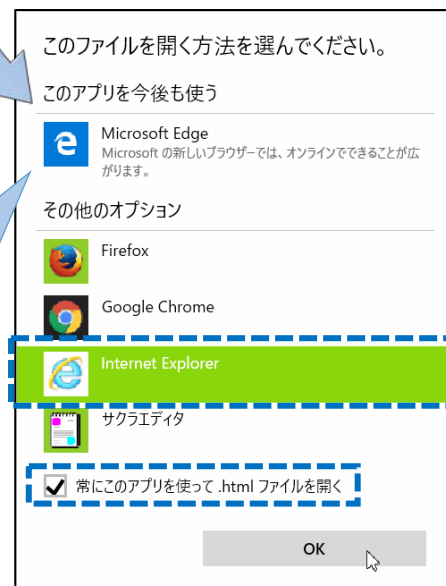 このファイルを開く方法を選んでください。
このアプリを今後も使う
Microsoft Edge
Microsoft の新しいブラウザーでは、オンラインでできることが広
がります。
その他のオプション
Firefox
Google Chrome
Internet Explorer
サクラエディタ
常にこのアプリを使って .html ファイルを開く
OK